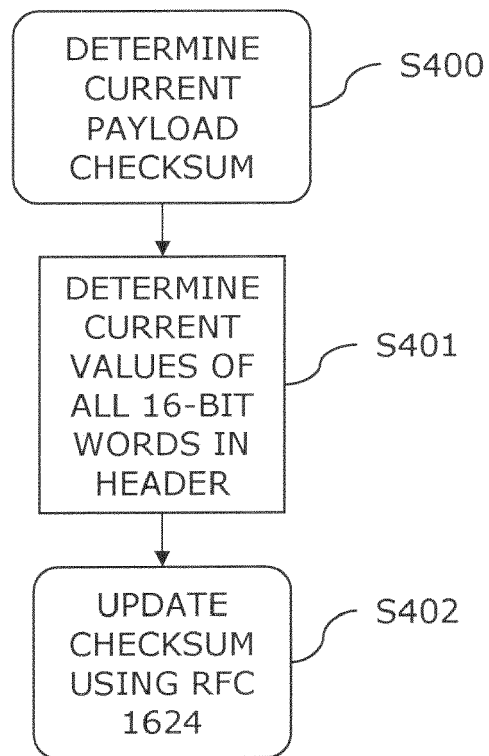 DETERMINE
CURRENT
PAYLOAD
CHECKSUM
S400
DETERMINE
CURRENT
VALUES OF
ALL 16-BIT
WORDS IN
HEADER
S401
UPDATE
CHECKSUM
USING RFC
1624
S402